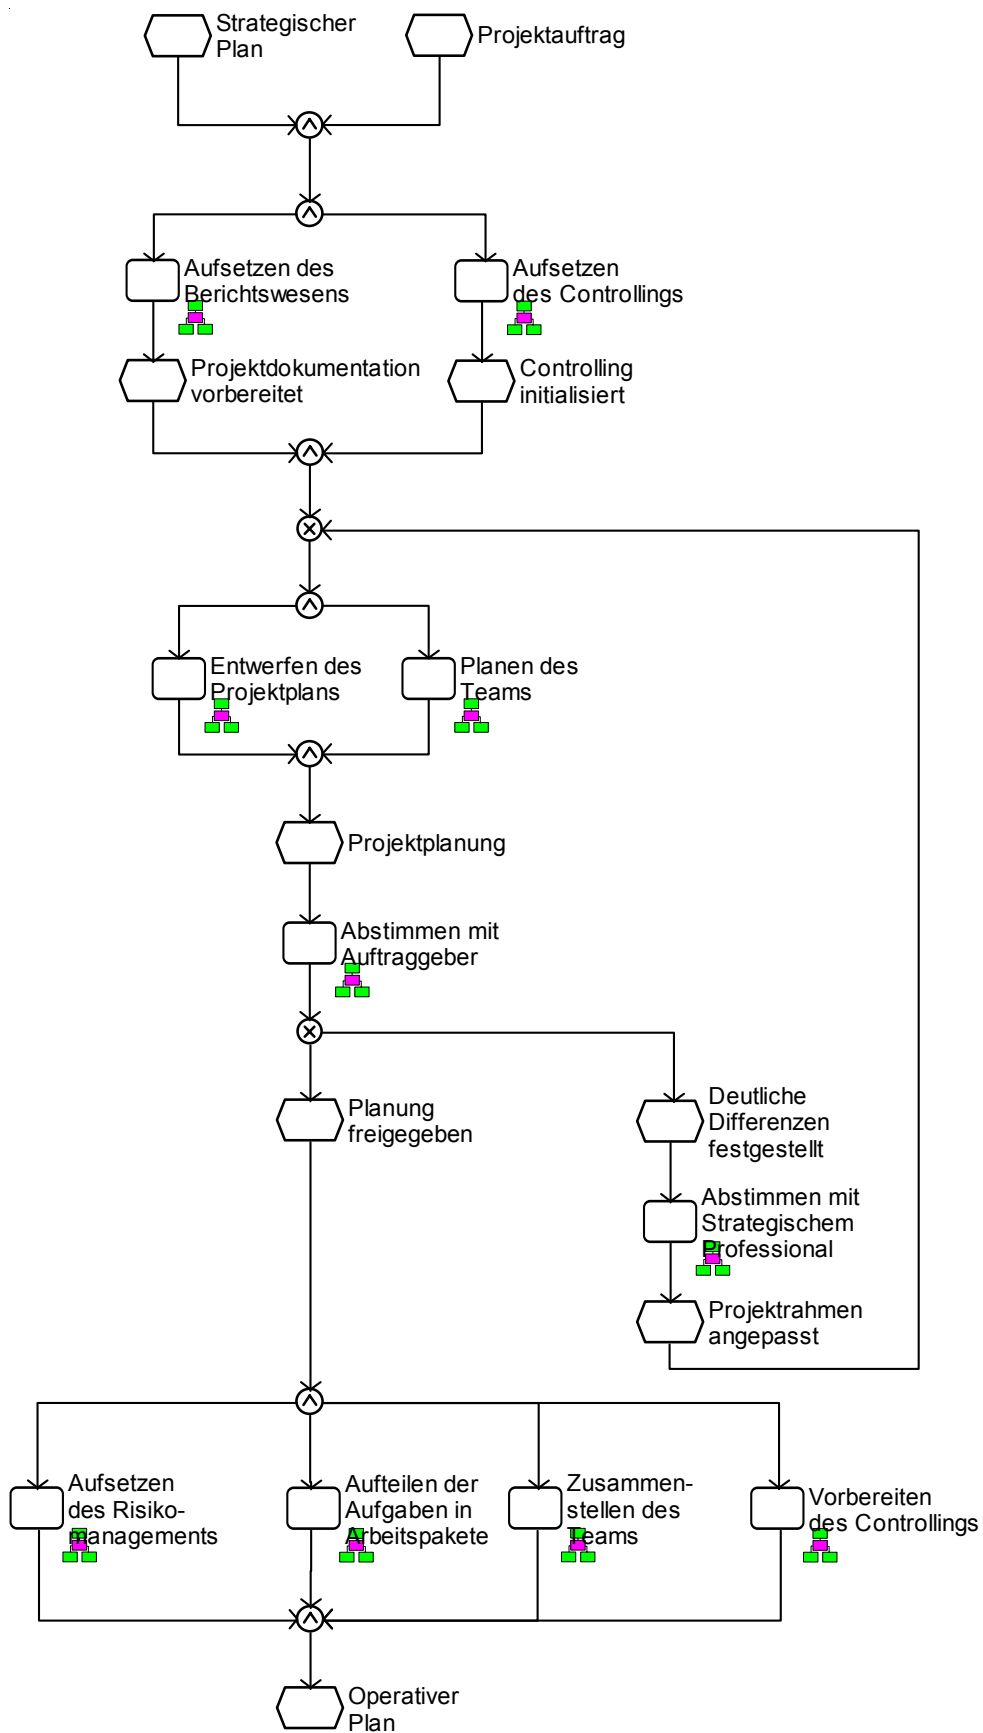 Strategischer
Plan
Projektauftrag
Aufsetzen des
Berichtswesens
Aufsetzen
des Controllings
Projektdokumentation
vorbereitet
Controlling
initialisiert
Entwerfen des
Projektplans
Planen des
Teams
Projektplanung
Abstimmen mit
Auftraggeber
Planung
freigegeben
Deutliche
Differenzen
festgestellt
Abstimmen mit
Strategischem
Professional
Projektrahmen
angepasst
Aufsetzen
des Risiko-
managements
Aufteilen der
Aufgaben in
Arbeitspakete
Zusammen-
stellen des
Teams
Vorbereiten
des Controllings
Operativer
Plan